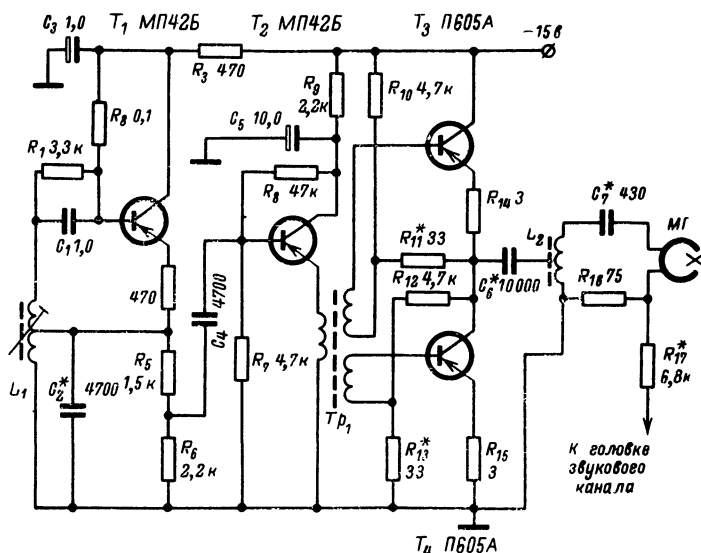 C₃ 1,0
T₁ МП42Б
T₂ МП42Б
T₃ П605А
−15 в
R₃ 470
R₈ 0,1
R₉
2,2к
R₁₀ 4,7к
C₅ 10,0
R₁ 3,3к
R₈ 47к
C₁ 1,0
R₁₄ 3
C₇* 430
МГ
L₂
R₁₁* 33
R₁₂ 4,7к
C₆* 10 000
R₁₆ 75
470
4700
C₄
L₁
C₂*
4700
R₅
1,5к
R₇ 4,7к
Тр₁
R₁₇*
6,8к
R₆
2,2к
R₁₃*
33
R₁₅
3
К головке
звукового
канала
T₄ П605А